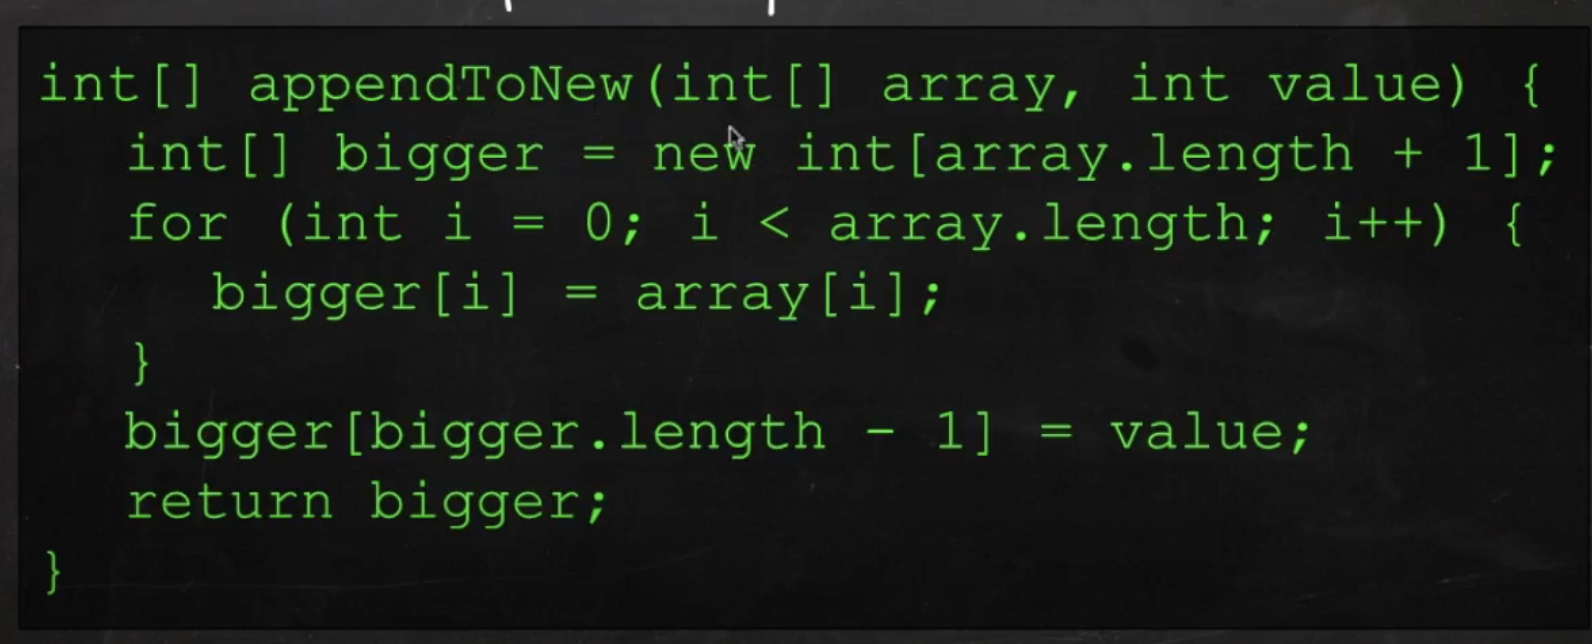 int[] appendToNew(int[] array, int value) {
int[] bigger = new int[array.length + 1];
for (int i = 0; i < array.length; i++) {
bigger[i] = array[i];
}
bigger[bigger.length - 1] = value;
return bigger;
}